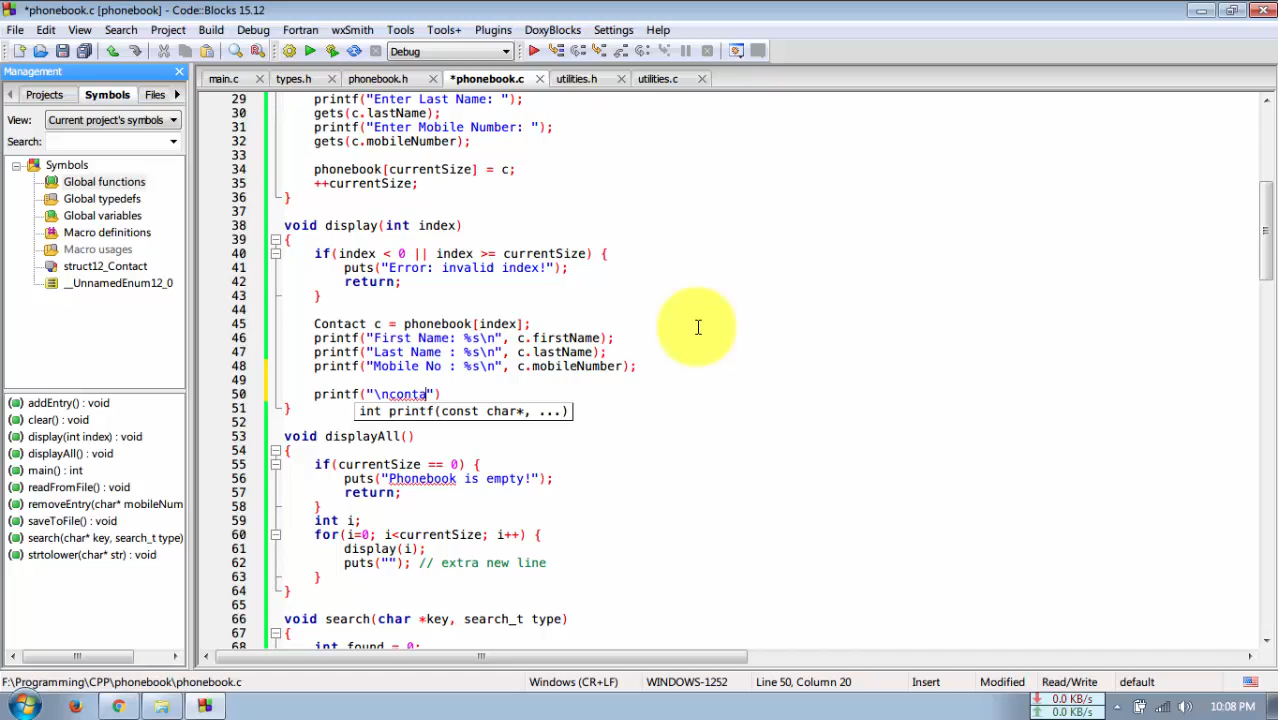 *phonebook.c [phonebook] - Code::Blocks 15.12
File Edit View Search Project Build Debug Fortran wxSmith Tools Tools+ Plugins DoxyBlocks Settings Help
Debug
Management
main.c types.h phonebook.h *phonebook.c utilities.h utilities.c
Projects Symbols Files
View: Current project's symbols
Search:
Symbols
Global functions
Global typedefs
Global variables
Macro definitions
Macro usages
struct12_Contact
__UnnamedEnum12_0
addEntry() : void
clear() : void
display(int index) : void
displayAll() : void
main() : int
readFromFile() : void
removeEntry(char* mobileNum
saveToFile() : void
search(char* key, search_t type)
strtolower(char* str) : void
29 printf("Enter Last Name: ");
30 gets(c.lastName);
31 printf("Enter Mobile Number: ");
32 gets(c.mobileNumber);
33
34 phonebook[currentSize] = c;
35 ++currentSize;
36 }
37
38 void display(int index)
39 {
40 if(index < 0 || index >= currentSize) {
41 puts("Error: invalid index!");
42 return;
43 }
44
45 Contact c = phonebook[index];
46 printf("First Name: %s\n", c.firstName);
47 printf("Last Name : %s\n", c.lastName);
48 printf("Mobile No : %s\n", c.mobileNumber);
49
50 printf("\nconta")
int printf(const char*, ...)
51 }
52
53 void displayAll()
54 {
55 if(currentSize == 0) {
56 puts("Phonebook is empty!");
57 return;
58 }
59 int i;
60 for(i=0; i<currentSize; i++) {
61 display(i);
62 puts(""); // extra new line
63 }
64 }
65
66 void search(char *key, search_t type)
67 {
68 int found = 0;
F:\Programming\CPP\phonebook\phonebook.c Windows (CR+LF) WINDOWS-1252 Line 50, Column 20 Insert Modified Read/Write default
0.0 KB/s
0.0 KB/s
10:08 PM